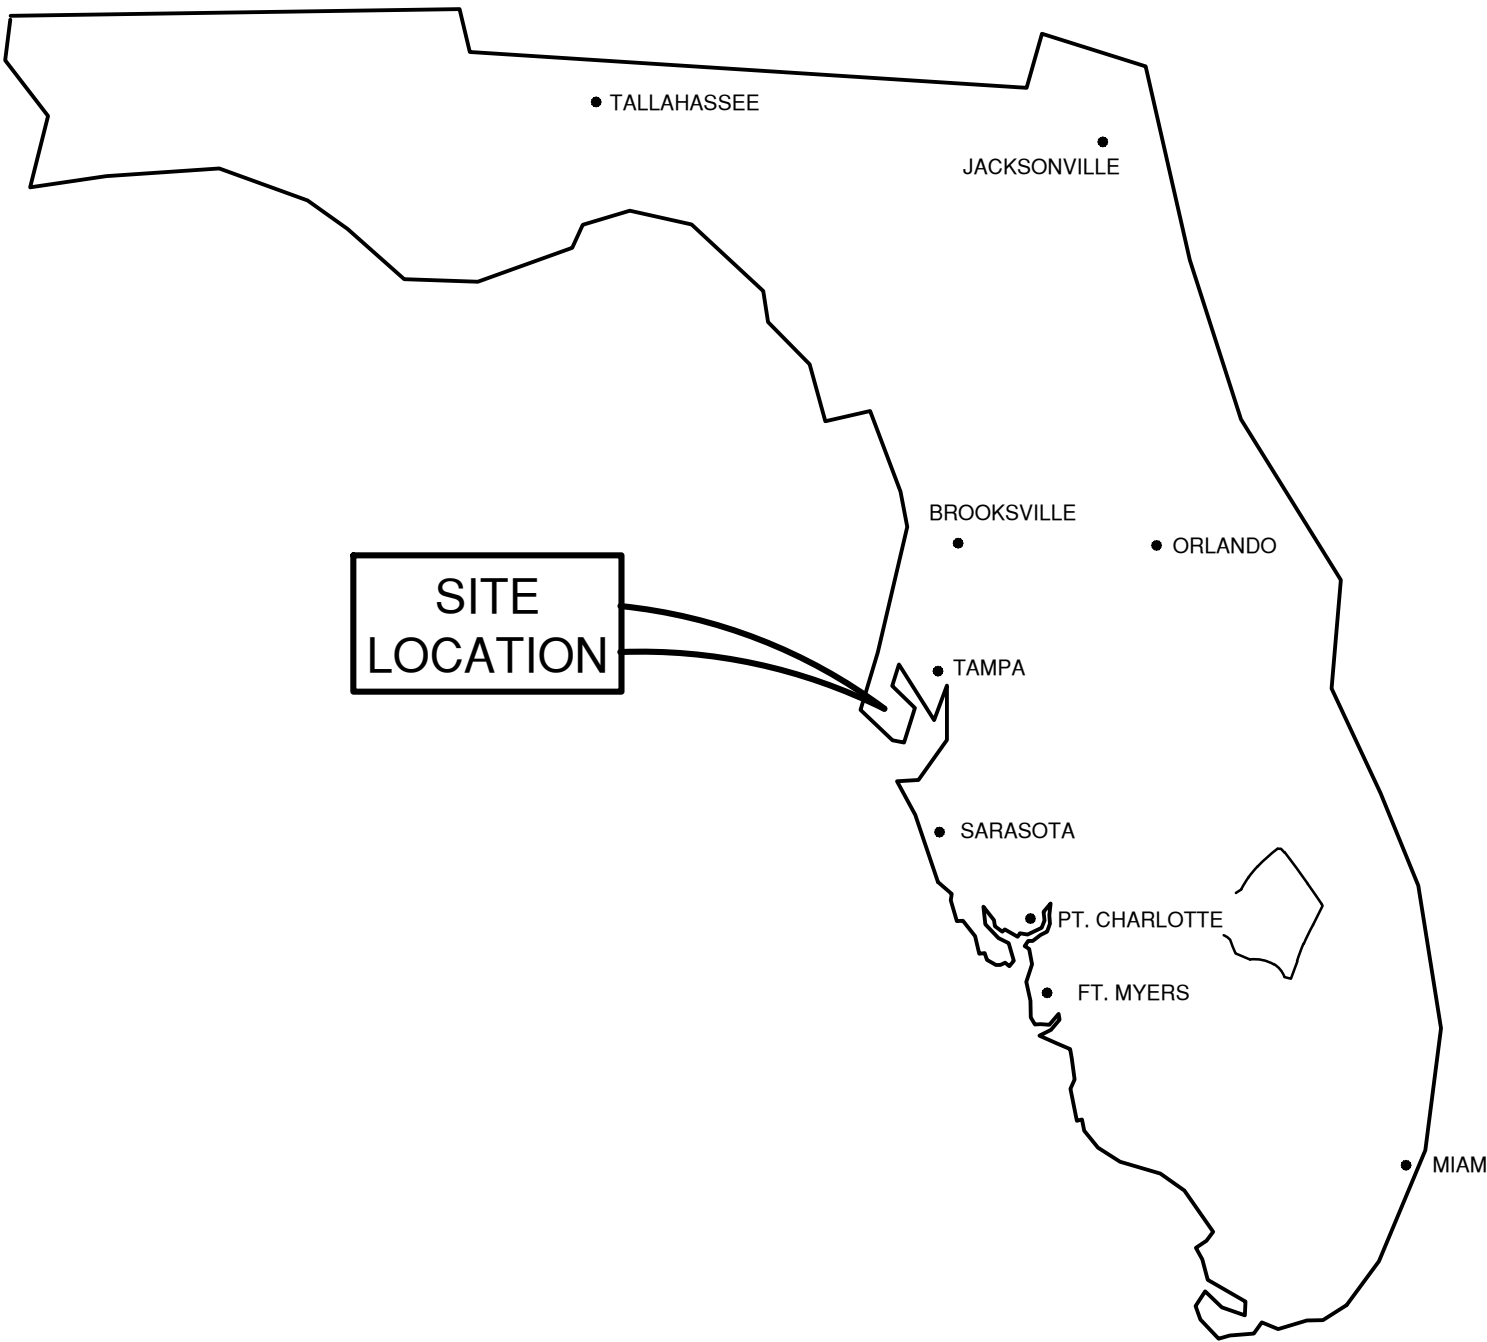 TALLAHASSEE
JACKSONVILLE
BROOKSVILLE
ORLANDO
SITE
LOCATION
TAMPA
SARASOTA
PT. CHARLOTTE
FT. MYERS
MIAM